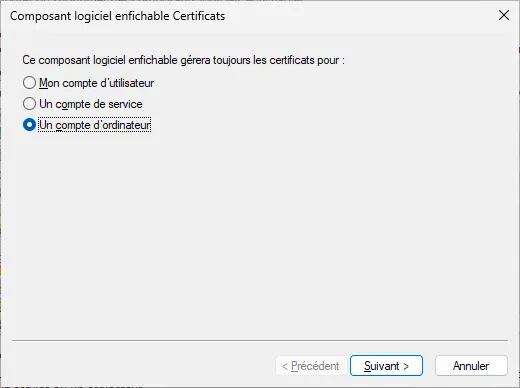 Composant logiciel enfichable Certificats
Ce composant logiciel enfichable gérera toujours les certificats pour :
Mon compte d'utilisateur
Un compte de service
Un compte d'ordinateur
< Précédent
Suivant >
Annuler